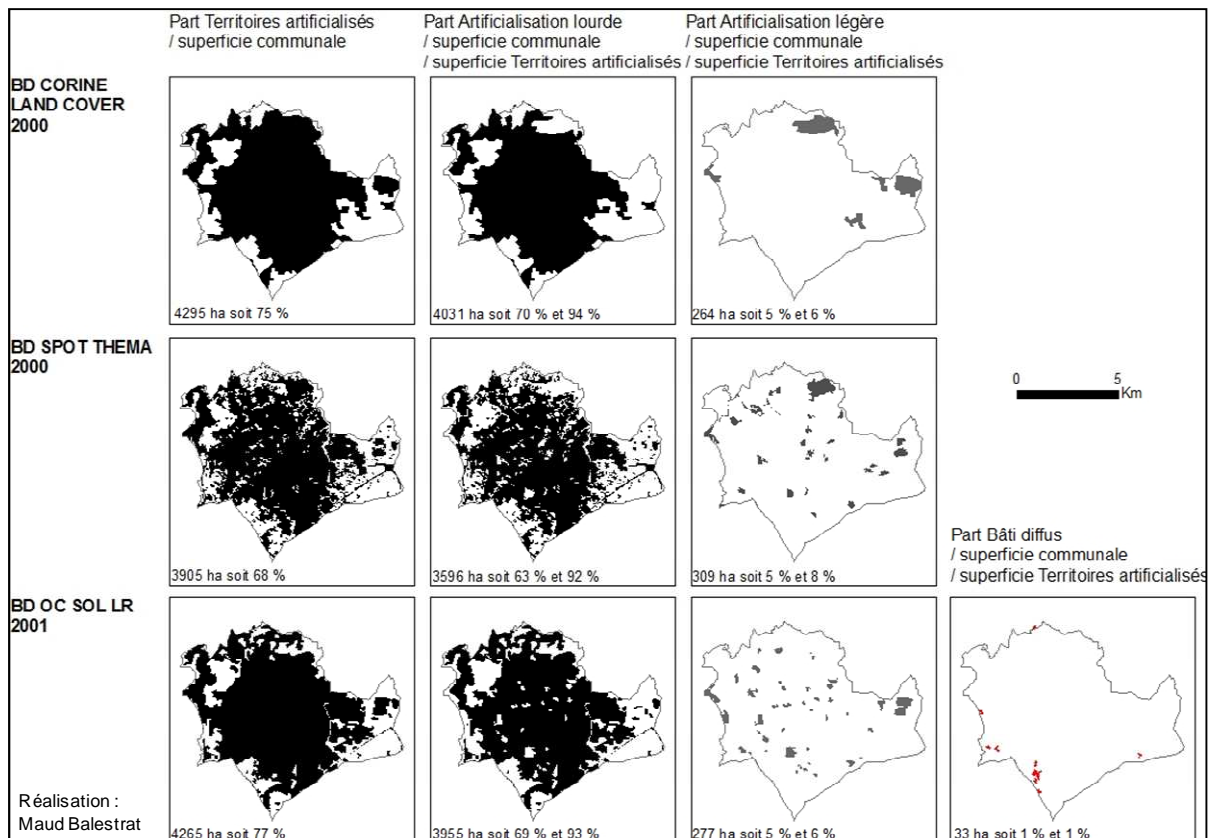 Part Territoires artificialisés
/ superficie communale
Part Artificialisation lourde
/ superficie communale
/ superficie Territoires artificialisés
Part Artificialisation légère
/ superficie communale
/ superficie Territoires artificialisés
BD CORINE
LAND COVER
2000
4295 ha soit 75 %
4031 ha soit 70 % et 94 %
264 ha soit 5 % et 6 %
BD SPOT THEMA
2000
3905 ha soit 68 %
3596 ha soit 63 % et 92 %
309 ha soit 5 % et 8 %
0 5
Km
Part Bâti diffus
/ superficie communale
/ superficie Territoires artificialisés
BD OC SOL LR
2001
4265 ha soit 77 %
3955 ha soit 69 % et 93 %
277 ha soit 5 % et 6 %
33 ha soit 1 % et 1 %
Réalisation :
Maud Balestrat